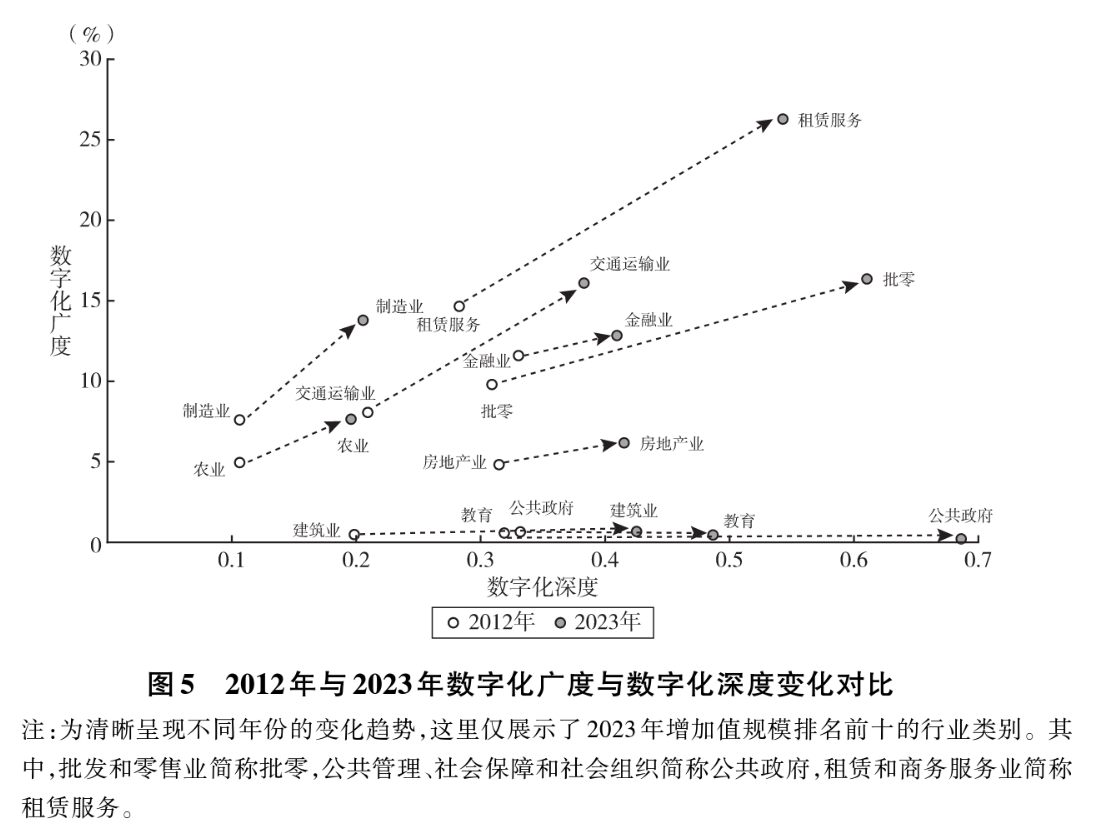 （%）
30
25
20
15
10
5
0
数字化广度
租赁服务
交通运输业
批零
制造业
租赁服务
金融业
金融业
交通运输业
制造业
批零
农业
农业
房地产业
房地产业
建筑业
教育
公共政府
建筑业
教育
公共政府
0.1 0.2 0.3 0.4 0.5 0.6 0.7
数字化深度
2012年 2023年
图5 2012年与2023年数字化广度与数字化深度变化对比
注：为清晰呈现不同年份的变化趋势，这里仅展示了2023年增加值规模排名前十的行业类别。其
中，批发和零售业简称批零，公共管理、社会保障和社会组织简称公共政府，租赁和商务服务业简称
租赁服务。